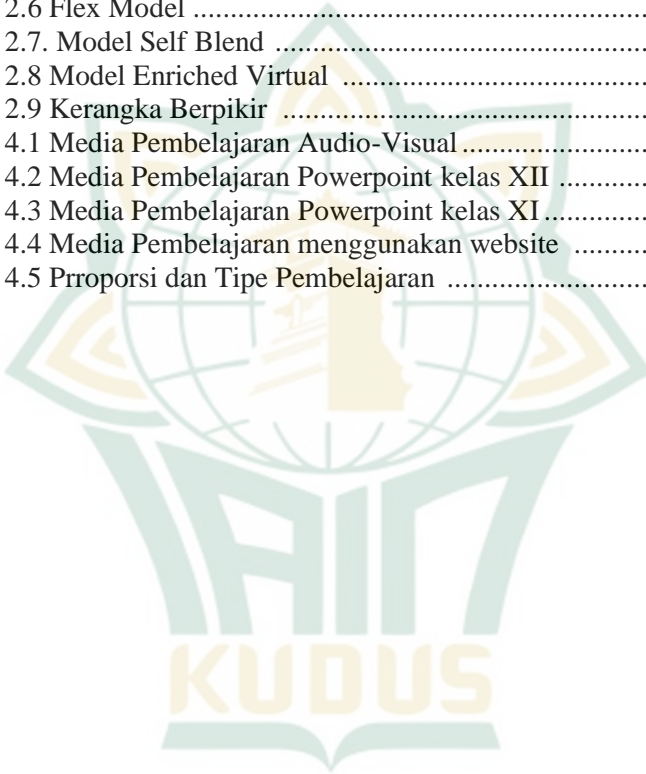 2.6 Flex Model ................................................
2.7. Model Self Blend .......................................
2.8 Model Enriched Virtual ................................
2.9 Kerangka Berpikir ........................................
4.1 Media Pembelajaran Audio-Visual .....................
4.2 Media Pembelajaran Powerpoint kelas XII ............
4.3 Media Pembelajaran Powerpoint kelas XI ..............
4.4 Media Pembelajaran menggunakan website ..........
4.5 Prroporsi dan Tipe Pembelajaran ......................
IAIN
KUDUS